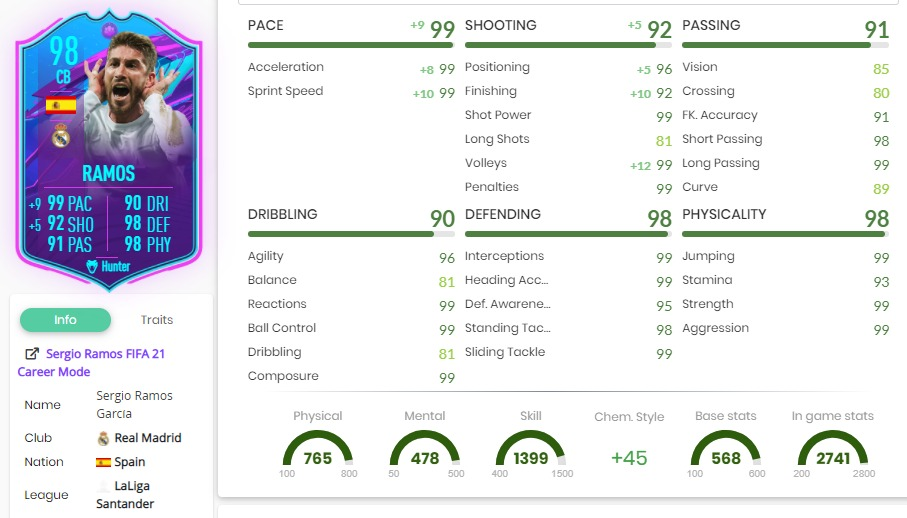 98
CB
RAMOS
+9 99 PAC 90 DRI
+5 92 SHO 98 DEF
91 PAS 98 PHY
Hunter
Info Traits
Sergio Ramos FIFA 21
Career Mode
Name Sergio Ramos
García
Club Real Madrid
Nation Spain
League LaLiga
Santander
PACE +9 99
Acceleration +8 99
Sprint Speed +10 99
SHOOTING +5 92
Positioning +5 96
Finishing +10 92
Shot Power 99
Long Shots 81
Volleys +12 99
Penalties 99
PASSING 91
Vision 85
Crossing 80
FK. Accuracy 91
Short Passing 98
Long Passing 99
Curve 89
DRIBBLING 90
Agility 96
Balance 81
Reactions 99
Ball Control 99
Dribbling 81
Composure 99
DEFENDING 98
Interceptions 99
Heading Acc... 99
Def. Awarene... 95
Standing Tac... 98
Sliding Tackle 99
PHYSICALITY 98
Jumping 99
Stamina 93
Strength 99
Aggression 99
Physical
765
100 800
Mental
478
50 500
Skill
1399
400 1500
Chem. Style
+45
Base stats
568
100 600
In game stats
2741
200 2800